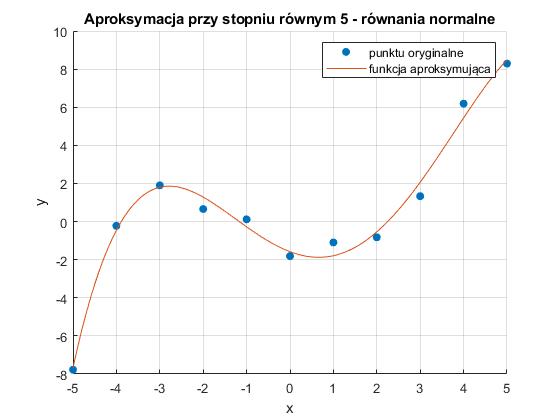 Aproksymacja przy stopniu równym 5 - równania normalne
10
8
6
4
2
0
-2
-4
-6
-8
y
punktu oryginalne
funkcja aproksymująca
-5 -4 -3 -2 -1 0 1 2 3 4 5
x